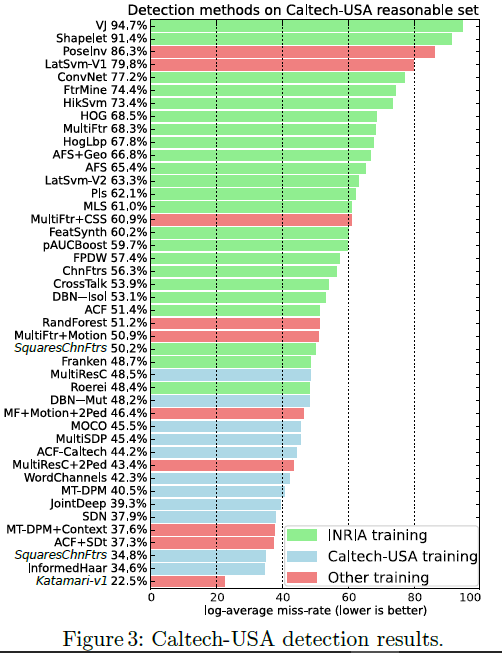 Detection methods on Caltech-USA reasonable set
VJ 94.7%
Shapelet 91.4%
PoseInv 86.3%
LatSvm-V1 79.8%
ConvNet 77.2%
FtrMine 74.4%
HikSvm 73.4%
HOG 68.5%
MultiFtr 68.3%
HogLbp 67.8%
AFS+Geo 66.8%
AFS 65.4%
LatSvm-V2 63.3%
Pls 62.1%
MLS 61.0%
MultiFtr+CSS 60.9%
FeatSynth 60.2%
pAUCBoost 59.7%
FPDW 57.4%
ChnFtrs 56.3%
CrossTalk 53.9%
DBN−Isol 53.1%
ACF 51.4%
RandForest 51.2%
MultiFtr+Motion 50.9%
SquaresChnFtrs 50.2%
Franken 48.7%
MultiResC 48.5%
Roerei 48.4%
DBN−Mut 48.2%
MF+Motion+2Ped 46.4%
MOCO 45.5%
MultiSDP 45.4%
ACF-Caltech 44.2%
MultiResC+2Ped 43.4%
WordChannels 42.3%
MT-DPM 40.5%
JointDeep 39.3%
SDN 37.9%
MT-DPM+Context 37.6%
ACF+SDt 37.3%
SquaresChnFtrs 34.8%
InformedHaar 34.6%
Katamari-v1 22.5%
INRIA training
Caltech-USA training
Other training
0 20 40 60 80 100
log-average miss-rate (lower is better)
Figure 3: Caltech-USA detection results.